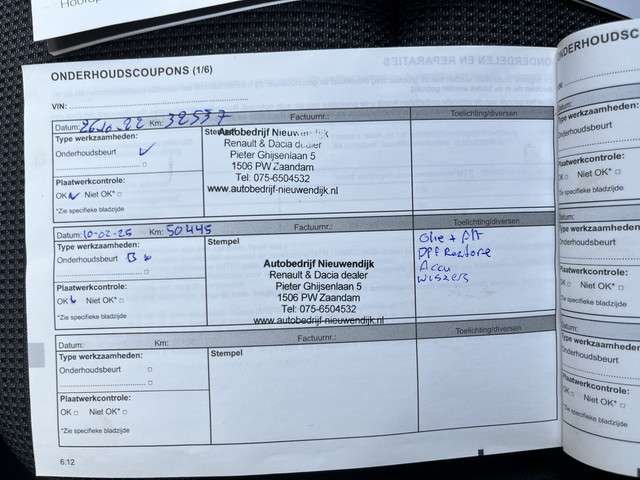 ONDERHOUDSCOUPONS (1/6)
VIN:
Datum: Km: 38537 Factuurnr.: Toelichting/diversen
Type werkzaamheden:
Onderhoudsbeurt
Stempel
Autobedrijf Nieuwendijk
Renault & Dacia dealer
Pieter Ghijsenlaan 5
1506 PW Zaandam
Tel: 075-6504532
www.autobedrijf-nieuwendijk.nl
Plaatwerkcontrole:
OK Niet OK*
*Zie specifieke bladzijde
Datum: 10-02-25 Km: 50445 Factuurnr.: Toelichting/diversen
Type werkzaamheden:
Onderhoudsbeurt B
Stempel
Autobedrijf Nieuwendijk
Renault & Dacia dealer
Pieter Ghijsenlaan 5
1506 PW Zaandam
Tel: 075-6504532
www.autobedrijf-nieuwendijk.nl
Olie +
DPF Restore
Accu
wissers
Plaatwerkcontrole:
OK Niet OK*
*Zie specifieke bladzijde
Datum: Km: Factuurnr.: Toelichting/diversen
Type werkzaamheden:
Onderhoudsbeurt
Stempel
Plaatwerkcontrole:
OK Niet OK*
*Zie specifieke bladzijde
6.12
ONDERHOUDSC
VIN:
Datum:
Type werkzaamheden:
Onderhoudsbeurt
Plaatwerkcontrole:
OK Niet OK*
*Zie specifieke bladzijde
Datum:
Type werkzaamheden:
Onderhoudsbeurt
Plaatwerkcontrole:
OK Niet OK*
*Zie specifieke bladzijde
Datum:
Type werkzaamheden:
Onderhoudsbeurt
Plaatwerkcontrole:
OK Niet OK*
*Zie specifieke bladzijde